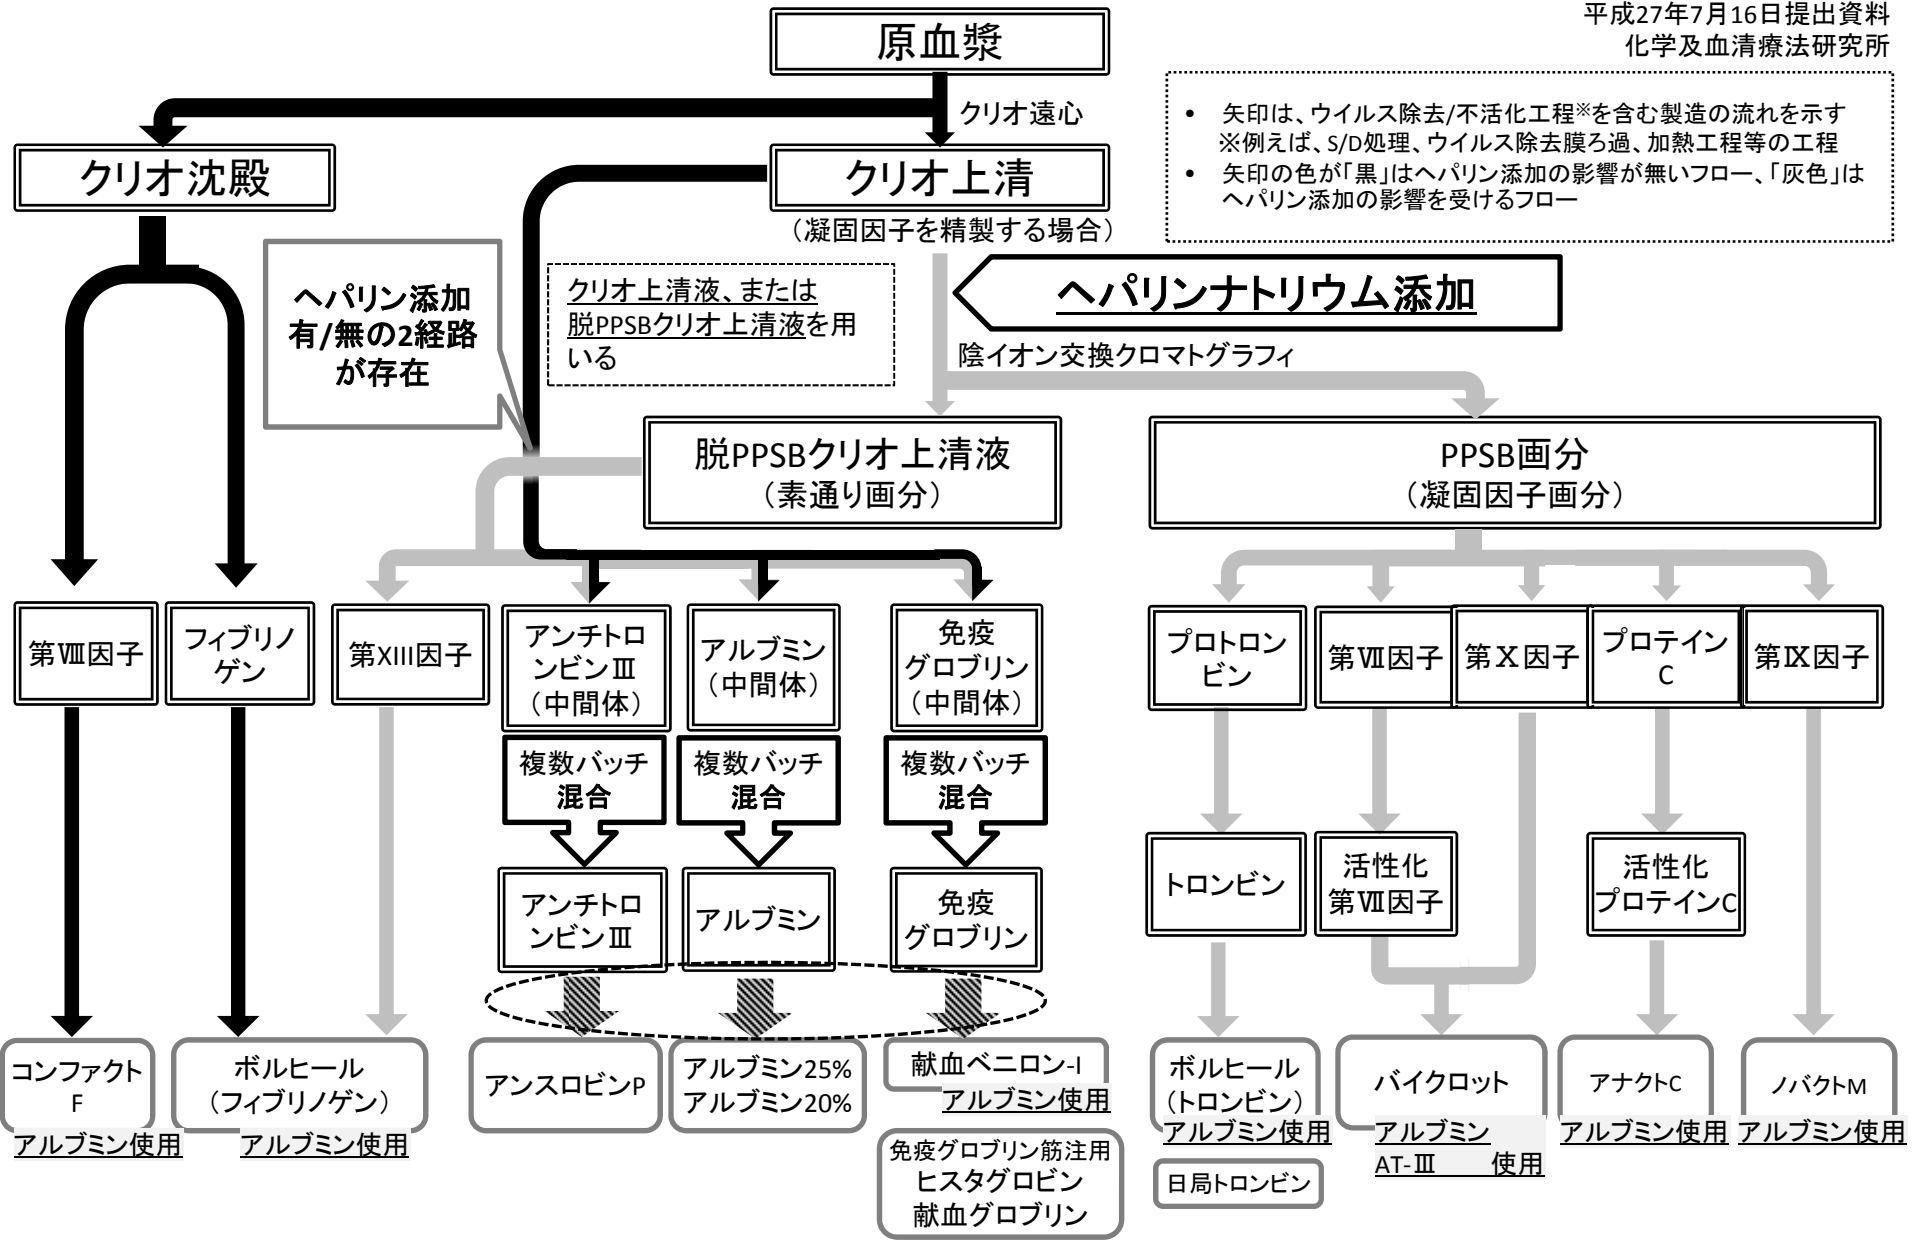 平成27年7月16日提出資料
化学及血清療法研究所
原血漿
クリオ遠心
• 矢印は、ウイルス除去/不活化工程※を含む製造の流れを示す
※例えば、S/D処理、ウイルス除去膜ろ過、加熱工程等の工程
• 矢印の色が「黒」はヘパリン添加の影響が無いフロー、「灰色」は
ヘパリン添加の影響を受けるフロー
クリオ沈殿
クリオ上清
(凝固因子を精製する場合)
ヘパリン添加
有/無の2経路
が存在
クリオ上清液、または
脱PPSBクリオ上清液を用
いる
ヘパリンナトリウム添加
陰イオン交換クロマトグラフィ
脱PPSBクリオ上清液
(素通り画分)
PPSB画分
(凝固因子画分)
第Ⅷ因子
フィブリノ
ゲン
第XIII因子
アンチトロ
ンビンⅢ
(中間体)
アルブミン
(中間体)
免疫
グロブリン
(中間体)
プロトロン
ビン
第Ⅶ因子
第Ⅹ因子
プロテイン
C
第Ⅸ因子
複数バッチ
混合
複数バッチ
混合
複数バッチ
混合
アンチトロ
ンビンⅢ
アルブミン
免疫
グロブリン
トロンビン
活性化
第Ⅶ因子
活性化
プロテインC
コンファクト
F
アルブミン使用
ボルヒール
(フィブリノゲン)
アルブミン使用
アンスロビンP
アルブミン25%
アルブミン20%
献血ベニロン-I
アルブミン使用
免疫グロブリン筋注用
ヒスタグロビン
献血グロブリン
ボルヒール
(トロンビン)
アルブミン使用
日局トロンビン
バイクロット
アルブミン
AT-Ⅲ 使用
アナクトC
アルブミン使用
ノバクトM
アルブミン使用